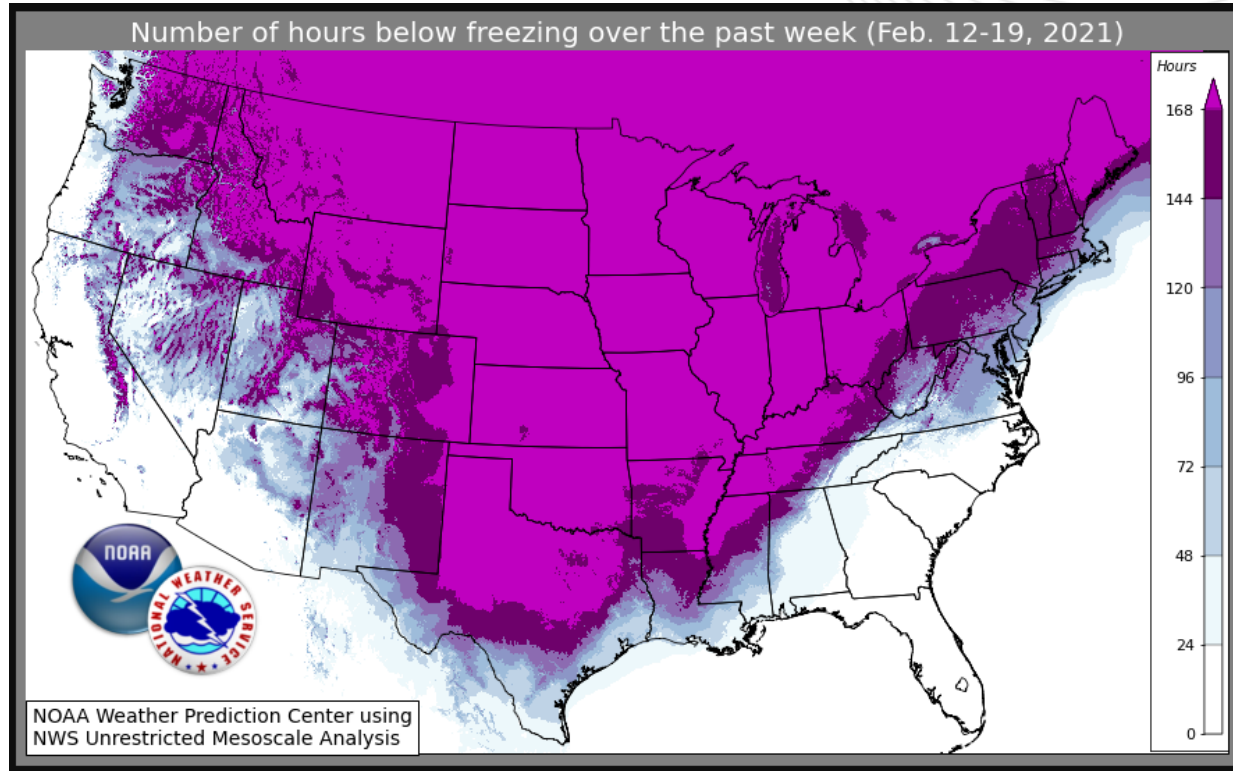 Number of hours below freezing over the past week (Feb. 12-19, 2021)
Hours
168
144
120
96
72
48
24
0
NOAA
NATIONAL WEATHER SERVICE
NOAA Weather Prediction Center using
NWS Unrestricted Mesoscale Analysis